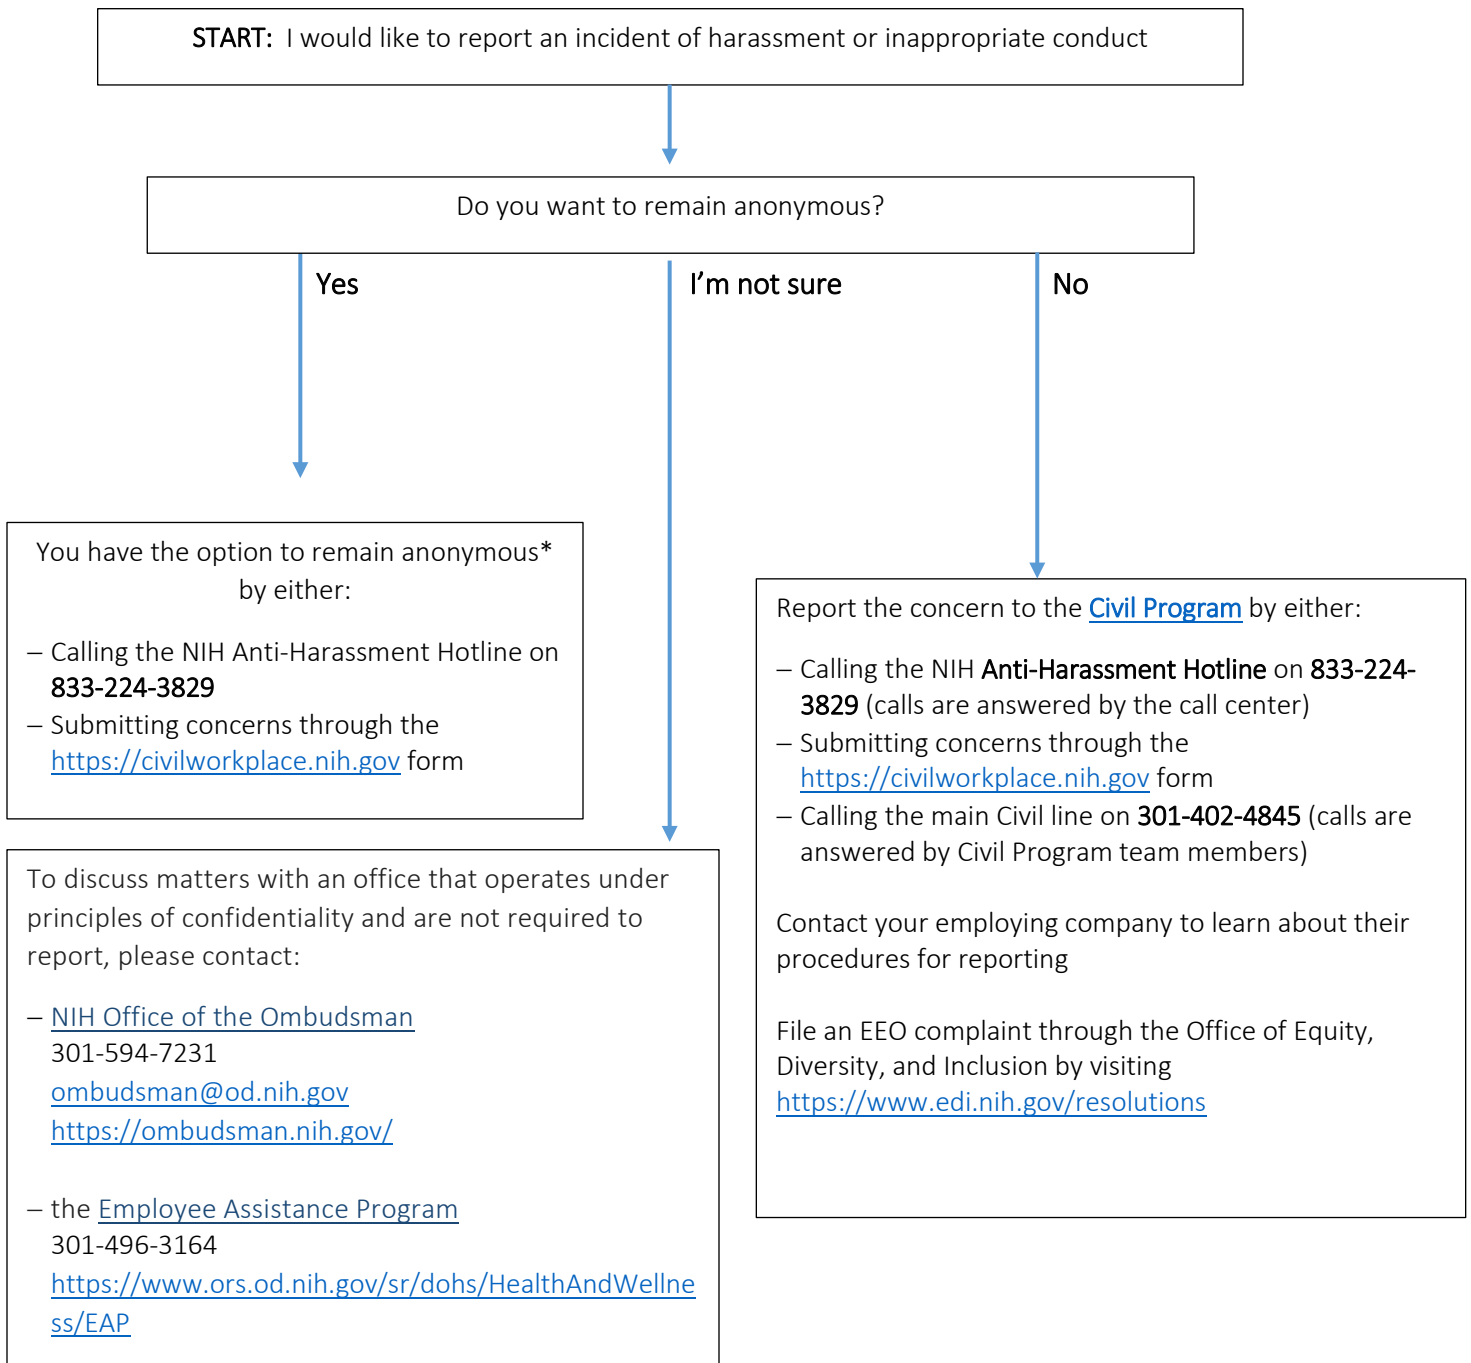 START: I would like to report an incident of harassment or inappropriate conduct
Do you want to remain anonymous?
Yes
I'm not sure
No
You have the option to remain anonymous*
by either:
– Calling the NIH Anti-Harassment Hotline on
833-224-3829
– Submitting concerns through the
https://civilworkplace.nih.gov form
To discuss matters with an office that operates under
principles of confidentiality and are not required to
report, please contact:
– NIH Office of the Ombudsman
301-594-7231
ombudsman@od.nih.gov
https://ombudsman.nih.gov/
– the Employee Assistance Program
301-496-3164
https://www.ors.od.nih.gov/sr/dohs/HealthAndWellne
ss/EAP
Report the concern to the Civil Program by either:
– Calling the NIH Anti-Harassment Hotline on 833-224-
3829 (calls are answered by the call center)
– Submitting concerns through the
https://civilworkplace.nih.gov form
– Calling the main Civil line on 301-402-4845 (calls are
answered by Civil Program team members)
Contact your employing company to learn about their
procedures for reporting
File an EEO complaint through the Office of Equity,
Diversity, and Inclusion by visiting
https://www.edi.nih.gov/resolutions